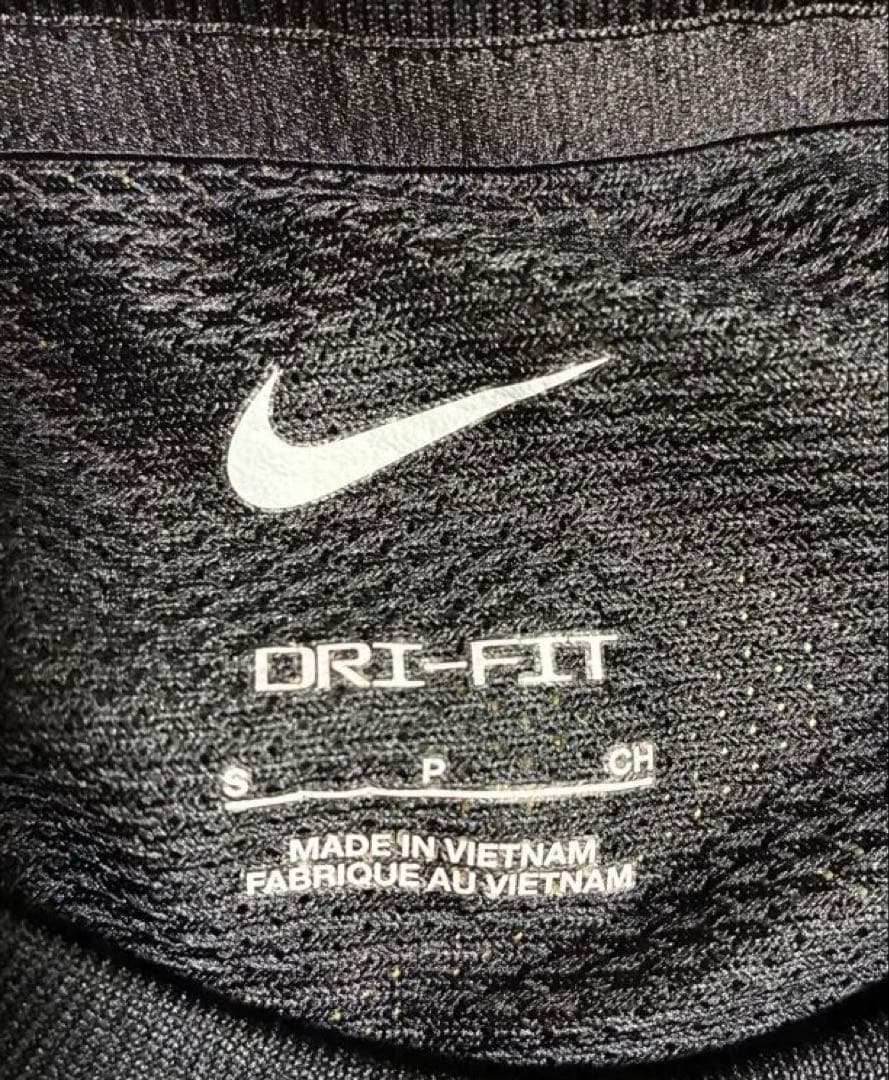 DRI-FIT
S P CH
MADE IN VIETNAM
FABRIQUE AU VIETNAM